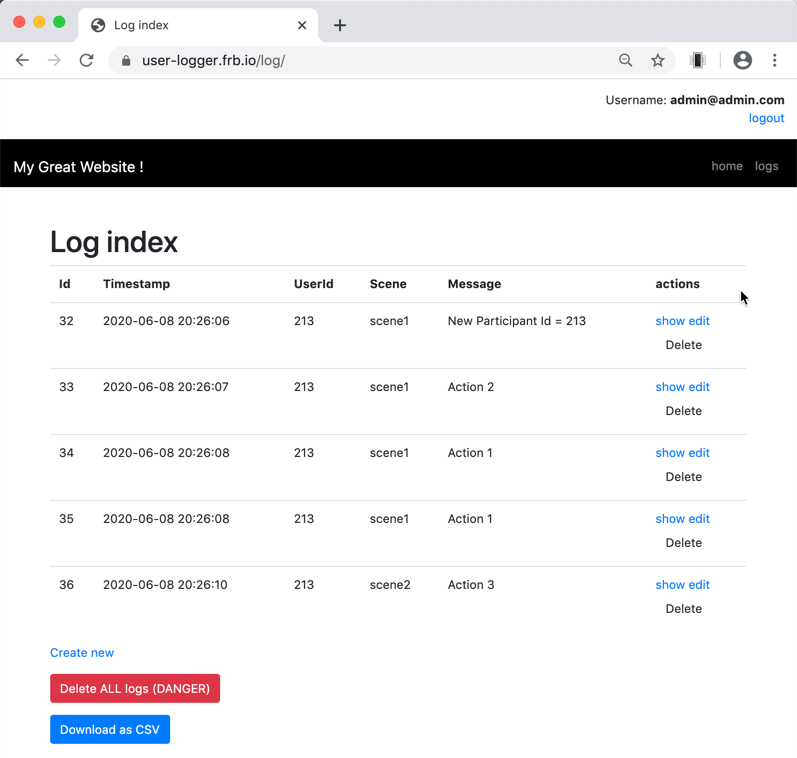 Log index
user-logger.frb.io/log/
Username: admin@admin.com
logout
My Great Website ! home logs
Log index
Id Timestamp UserId Scene Message actions
32 2020-06-08 20:26:06 213 scene1 New Participant Id = 213 show edit
Delete
33 2020-06-08 20:26:07 213 scene1 Action 2 show edit
Delete
34 2020-06-08 20:26:08 213 scene1 Action 1 show edit
Delete
35 2020-06-08 20:26:08 213 scene1 Action 1 show edit
Delete
36 2020-06-08 20:26:10 213 scene2 Action 3 show edit
Delete
Create new
Delete ALL logs (DANGER)
Download as CSV